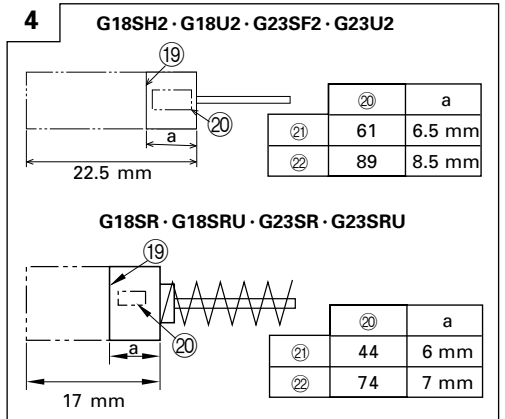 4
G18SH2 · G18U2 · G23SF2 · G23U2
⑲
⑳
a
22.5 mm
⑳ a
㉑ 61 6.5 mm
㉒ 89 8.5 mm
G18SR · G18SRU · G23SR · G23SRU
⑲
⑳
a
17 mm
⑳ a
㉑ 44 6 mm
㉒ 74 7 mm